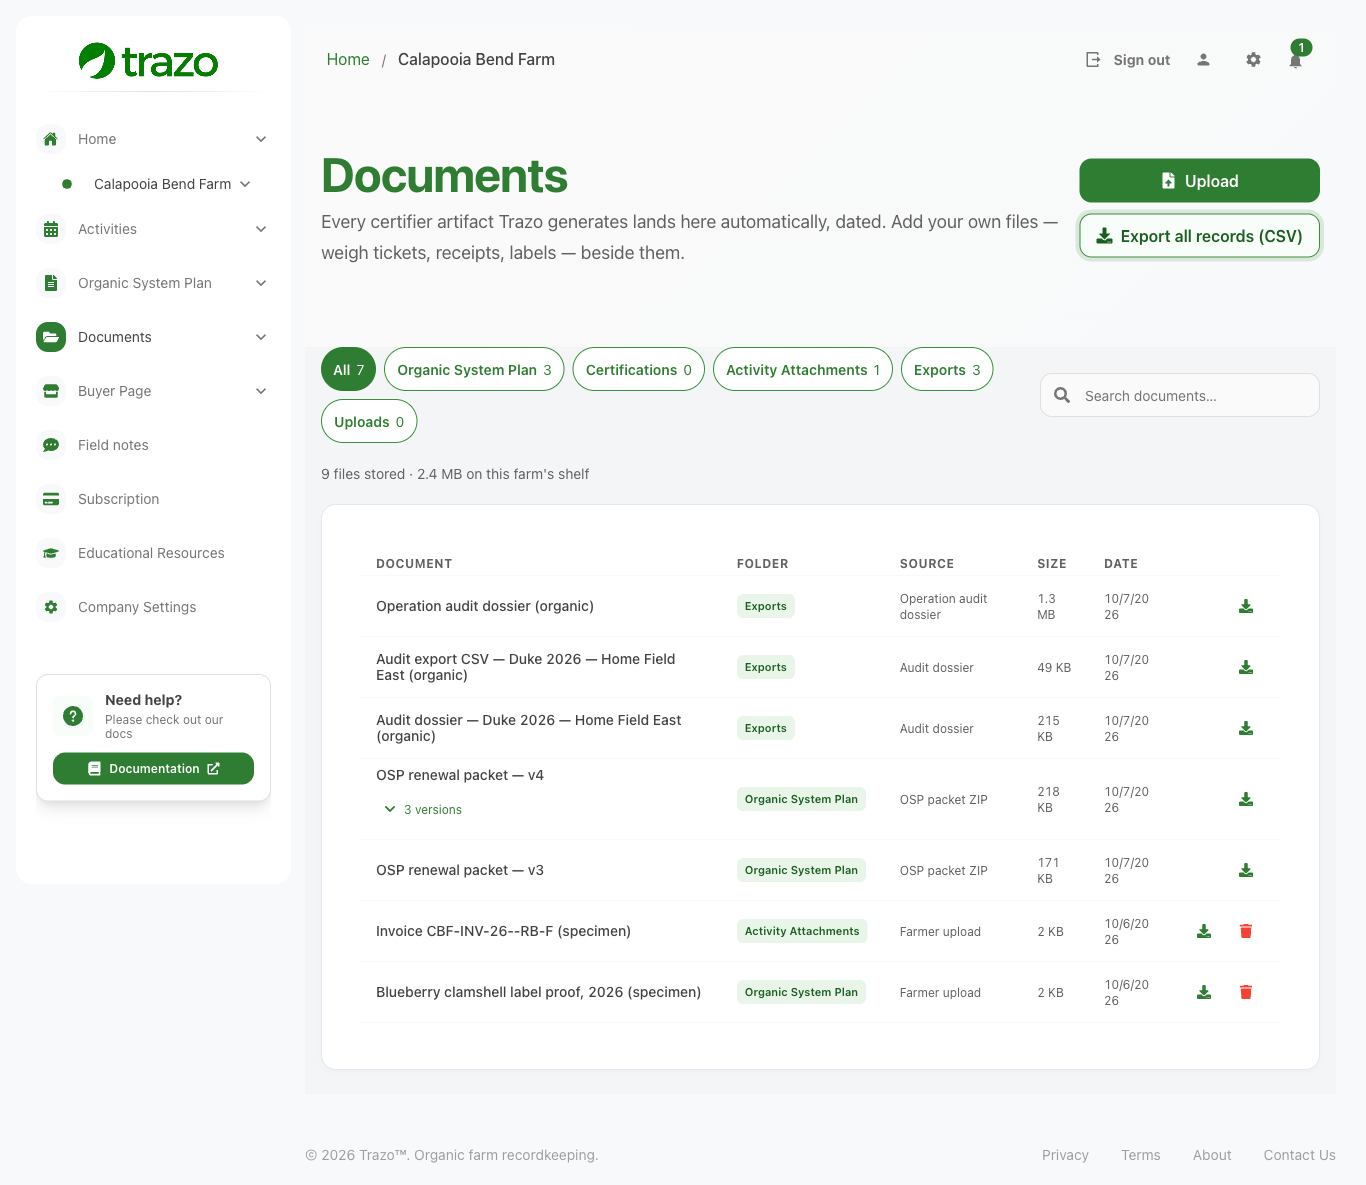 trazo
Home / Calapooia Bend Farm
Sign out
1
Home
Calapooia Bend Farm
Activities
Organic System Plan
Documents
Buyer Page
Field notes
Subscription
Educational Resources
Company Settings
Need help?
Please check out our
docs
Documentation
Documents
Every certifier artifact Trazo generates lands here automatically, dated. Add your own files —
weigh tickets, receipts, labels — beside them.
Upload
Export all records (CSV)
All 7
Organic System Plan 3
Certifications 0
Activity Attachments 1
Exports 3
Uploads 0
Search documents...
9 files stored · 2.4 MB on this farm's shelf
DOCUMENT FOLDER SOURCE SIZE DATE
Operation audit dossier (organic)
Exports
Operation audit
dossier
1.3
MB
10/7/20
26
Audit export CSV — Duke 2026 — Home Field
East (organic)
Exports
Audit dossier
49 KB
10/7/20
26
Audit dossier — Duke 2026 — Home Field East
(organic)
Exports
Audit dossier
215
KB
10/7/20
26
OSP renewal packet — v4
3 versions
Organic System Plan
OSP packet ZIP
218
KB
10/7/20
26
OSP renewal packet — v3
Organic System Plan
OSP packet ZIP
171
KB
10/7/20
26
Invoice CBF-INV-26--RB-F (specimen)
Activity Attachments
Farmer upload
2 KB
10/6/20
26
Blueberry clamshell label proof, 2026 (specimen)
Organic System Plan
Farmer upload
2 KB
10/6/20
26
© 2026 Trazo™. Organic farm recordkeeping.
Privacy
Terms
About
Contact Us